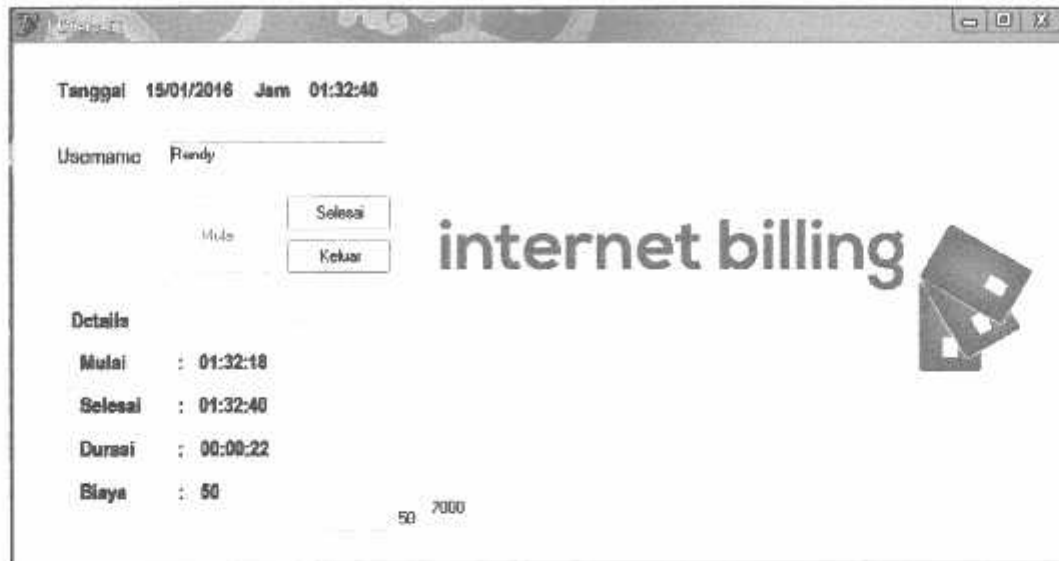 Tanggal 15/01/2016 Jam 01:32:40
Username Rendy
Selesai
Mulai
Keluar
internet billing
Details
Mulai : 01:32:18
Selesai : 01:32:40
Durasi : 00:00:22
Biaya : 50
50 7000